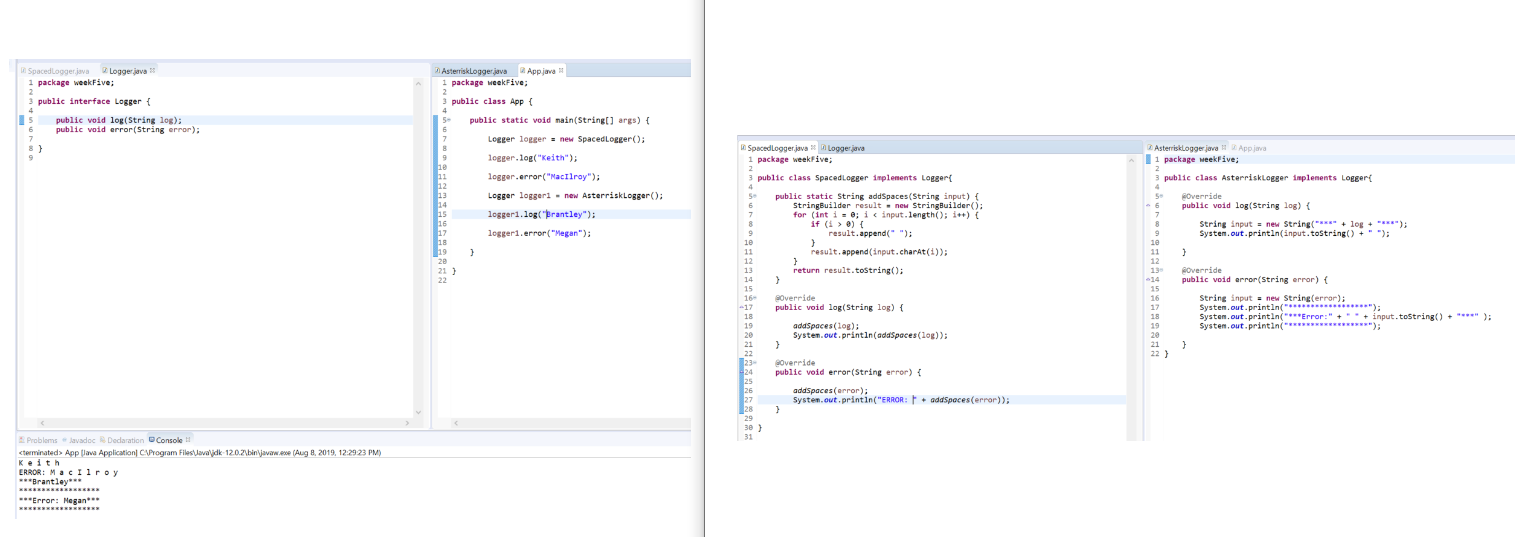 SpacedLogger.java Logger.java
1 package weekFive;
2
3 public interface Logger {
4
5 public void log(String log);
6 public void error(String error);
7
8 }
9
AsterriskLogger.java App.java
1 package weekFive;
2
3 public class App {
4
5 public static void main(String[] args) {
6
7 Logger logger = new SpacedLogger();
8
9 logger.log("Keith");
10
11 logger.error("MacIlroy");
12
13 Logger logger1 = new AsterriskLogger();
14
15 logger1.log("Brantley");
16
17 logger1.error("Megan");
18
19 }
20
21 }
22
Problems Javadoc Declaration Console
<terminated> App [Java Application] C:\Program Files\Java\jdk-12.0.2\bin\javaw.exe (Aug 8, 2019, 12:29:23 PM)
K e i t h
ERROR: M a c I l r o y
***Brantley***
******************
***Error: Megan***
******************
SpacedLogger.java Logger.java
1 package weekFive;
2
3 public class SpacedLogger implements Logger{
4
5 public static String addSpaces(String input) {
6 StringBuilder result = new StringBuilder();
7 for (int i = 0; i < input.length(); i++) {
8 if (i > 0) {
9 result.append(" ");
10 }
11 result.append(input.charAt(i));
12 }
13 return result.toString();
14 }
15
16 @Override
17 public void log(String log) {
18
19 addSpaces(log);
20 System.out.println(addSpaces(log));
21 }
22
23 @Override
24 public void error(String error) {
25
26 addSpaces(error);
27 System.out.println("ERROR: " + addSpaces(error));
28 }
29
30 }
31
AsterriskLogger.java App.java
1 package weekFive;
2
3 public class AsterriskLogger implements Logger{
4
5 @Override
6 public void log(String log) {
7
8 String input = new String("***" + log + "***");
9 System.out.println(input.toString() + " ");
10
11 }
12
13 @Override
14 public void error(String error) {
15
16 String input = new String(error);
17 System.out.println("******************");
18 System.out.println("***Error:" + " " + input.toString() + "***" );
19 System.out.println("******************");
20
21 }
22 }